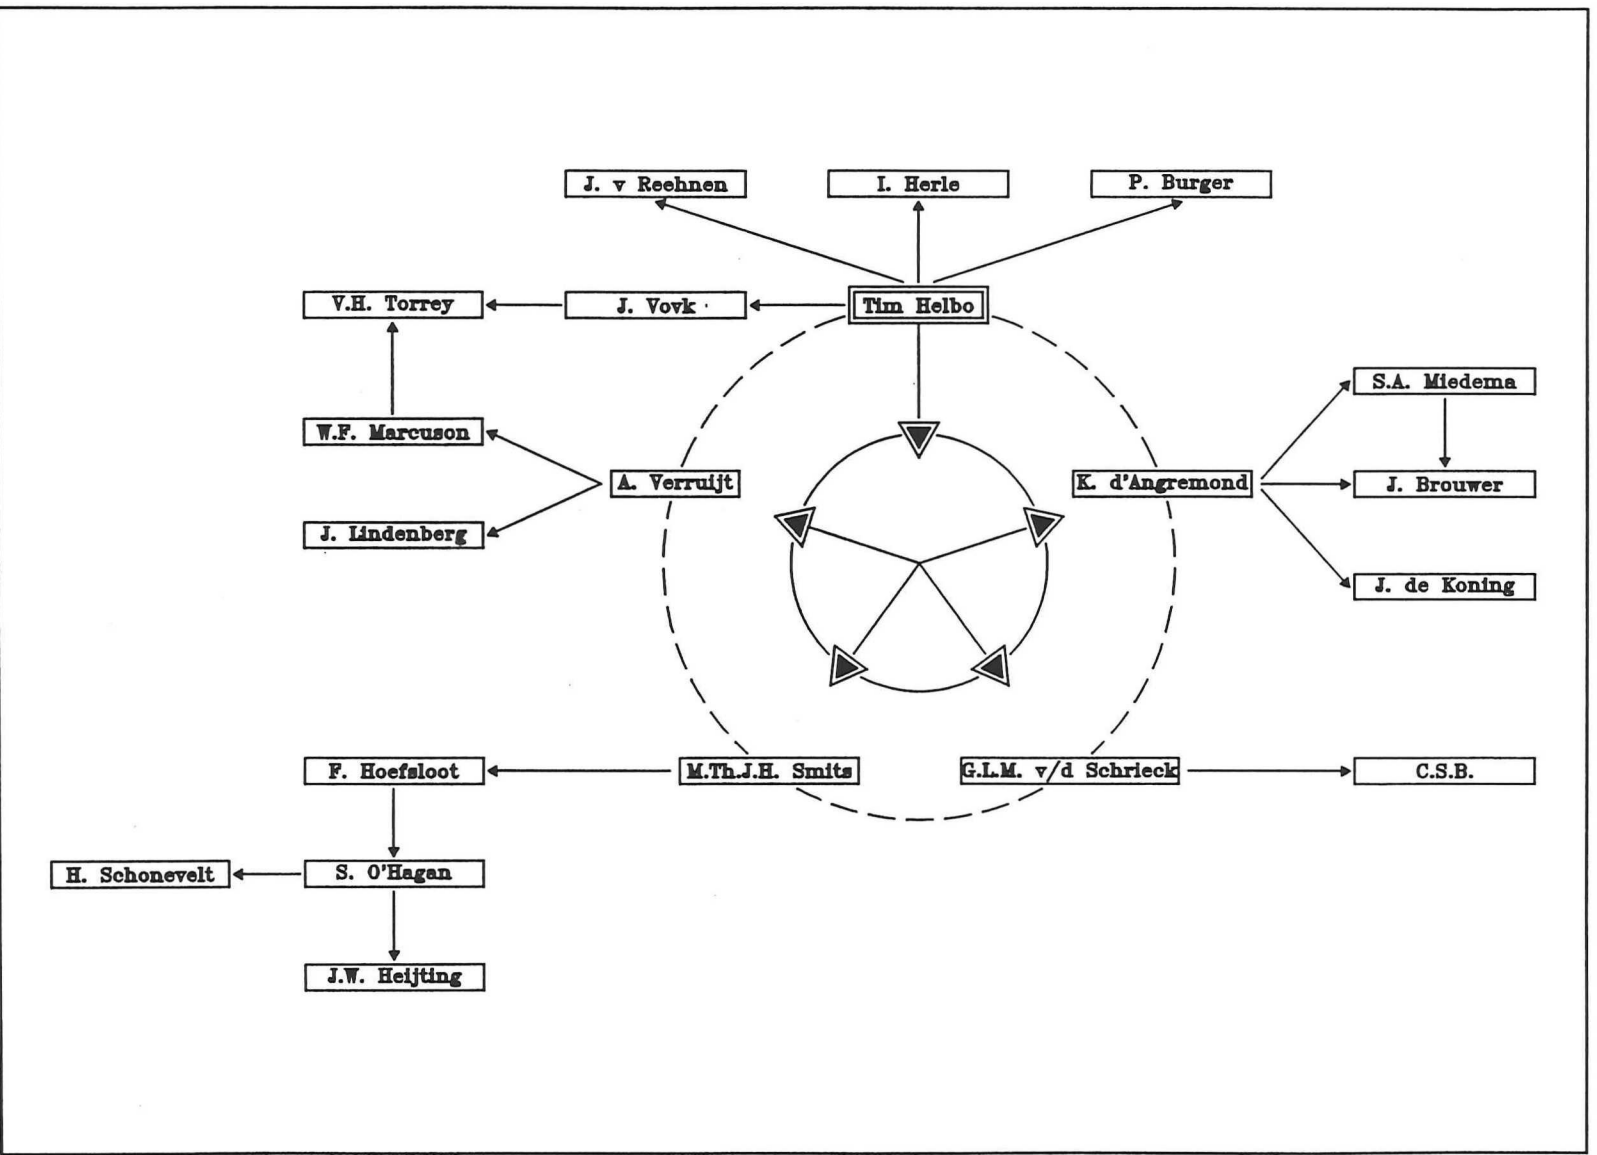 J. v Reehnen
I. Herle
P. Burger
V.H. Torrey
J. Vovk
Tim Helbo
S.A. Miedema
W.F. Marcuson
A. Verruijt
K. d'Angremond
J. Brouwer
J. Lindenberg
J. de Koning
F. Hoefsloot
M.Th.J.H. Smits
G.L.M. v/d Schrieck
C.S.B.
H. Schonevelt
S. O'Hagan
J.W. Heijting